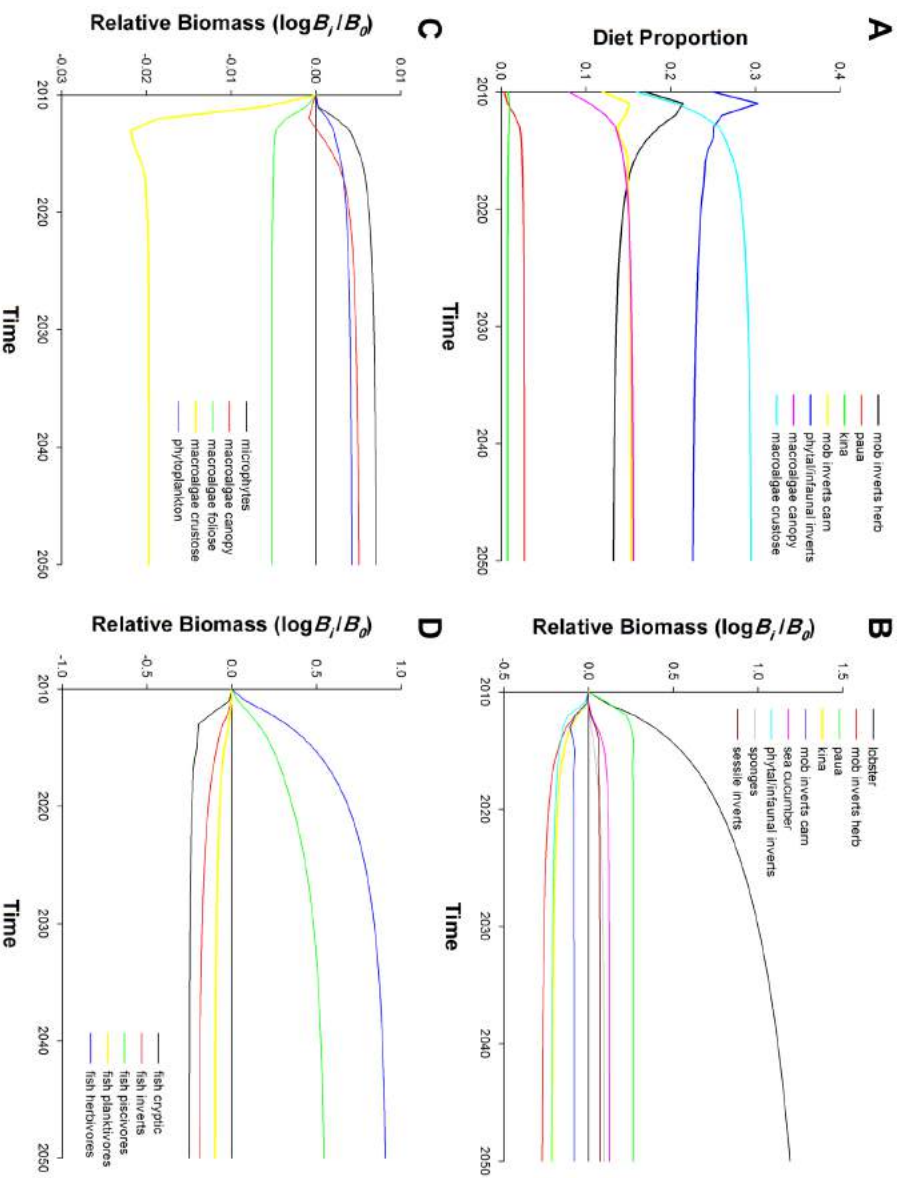 A
Diet Proportion
0.4
0.3
0.2
0.1
0.0
2010
2020
2030
2040
2050
Time
mob inverts herb
paua
kina
mob inverts carn
phytal/infaunal inverts
macroalgae canopy
macroalgae crustose
B
Relative Biomass (log Bi / B0)
1.5
1.0
0.5
0.0
-0.5
2010
2020
2030
2040
2050
Time
lobster
mob inverts herb
paua
kina
mob inverts carn
sea cucumber
phytal/infaunal inverts
sponges
sessile inverts
C
Relative Biomass (log Bi / B0)
0.01
0.00
-0.01
-0.02
-0.03
2010
2020
2030
2040
2050
Time
microphytes
macroalgae canopy
macroalgae foliose
macroalgae crustose
phytoplankton
D
Relative Biomass (log Bi / B0)
1.0
0.5
0.0
-0.5
-1.0
2010
2020
2030
2040
2050
Time
fish cryptic
fish inverts
fish piscivores
fish planktivores
fish herbivores